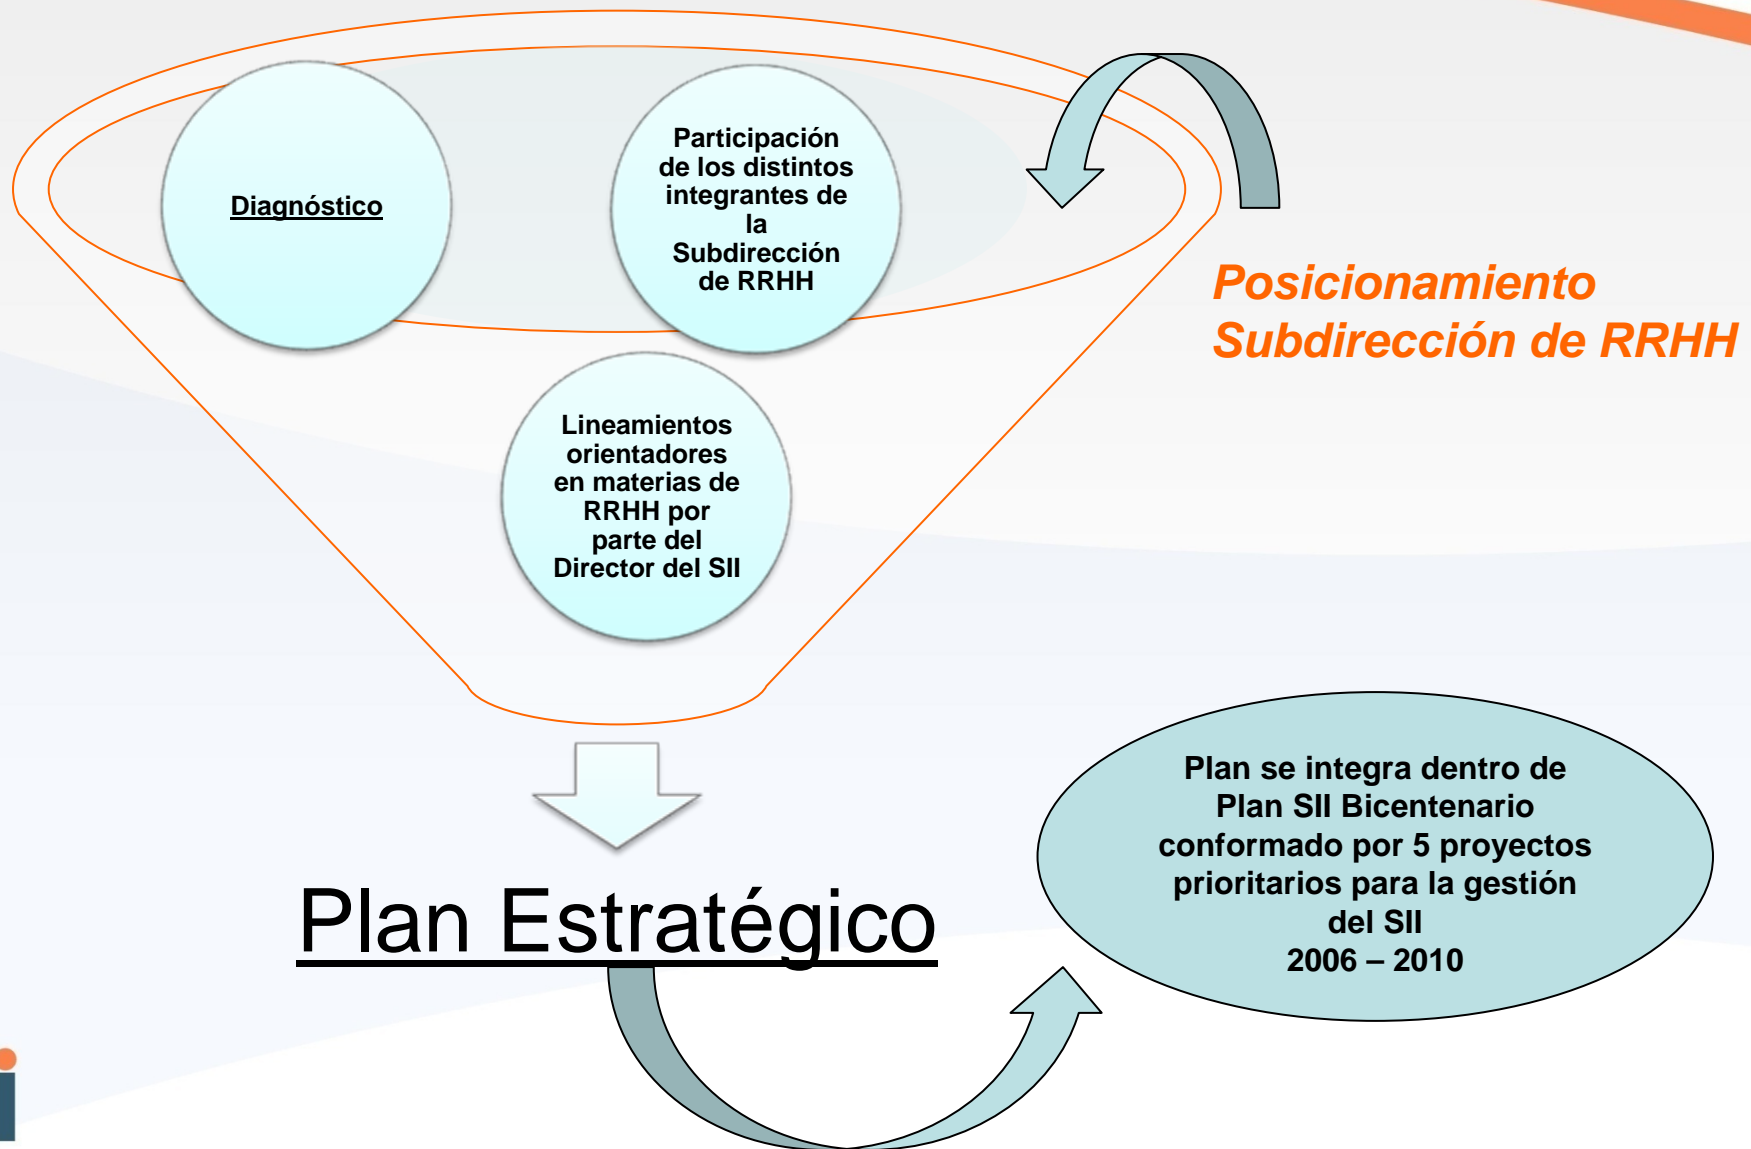 Diagnóstico
Participación
de los distintos
integrantes de
la
Subdirección
de RRHH
Posicionamiento
Subdirección de RRHH
Lineamientos
orientadores
en materias de
RRHH por
parte del
Director del SII
Plan Estratégico
Plan se integra dentro de
Plan SII Bicentenario
conformado por 5 proyectos
prioritarios para la gestión
del SII
2006 – 2010
i